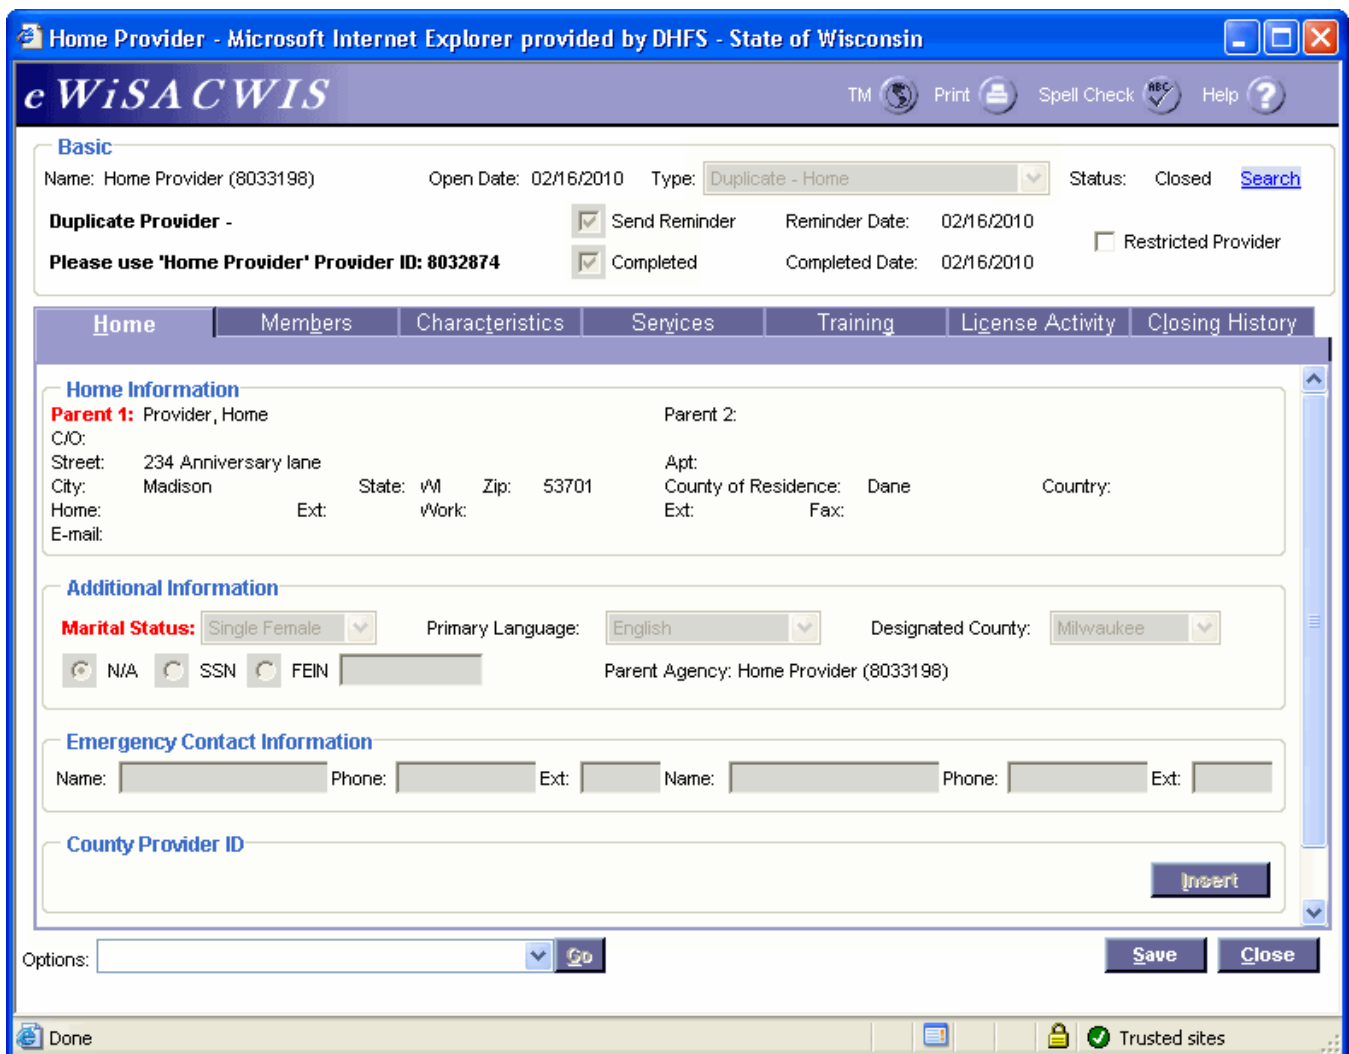 Home Provider - Microsoft Internet Explorer provided by DHFS - State of Wisconsin
e WiSACWIS TM Print Spell Check ABC Help ?
Basic
Name: Home Provider (8033198) Open Date: 02/16/2010 Type: Duplicate - Home Status: Closed Search
Duplicate Provider - Send Reminder Reminder Date: 02/16/2010
Restricted Provider
Please use 'Home Provider' Provider ID: 8032874 Completed Completed Date: 02/16/2010
Home Members Characteristics Services Training License Activity Closing History
Home Information
Parent 1: Provider, Home Parent 2:
C/O:
Street: 234 Anniversary lane Apt:
City: Madison State: WI Zip: 53701 County of Residence: Dane Country:
Home: Ext: Work: Ext: Fax:
E-mail:
Additional Information
Marital Status: Single Female Primary Language: English Designated County: Milwaukee
N/A SSN FEIN Parent Agency: Home Provider (8033198)
Emergency Contact Information
Name: Phone: Ext: Name: Phone: Ext:
County Provider ID
Insert
Options: Go Save Close
Done Trusted sites